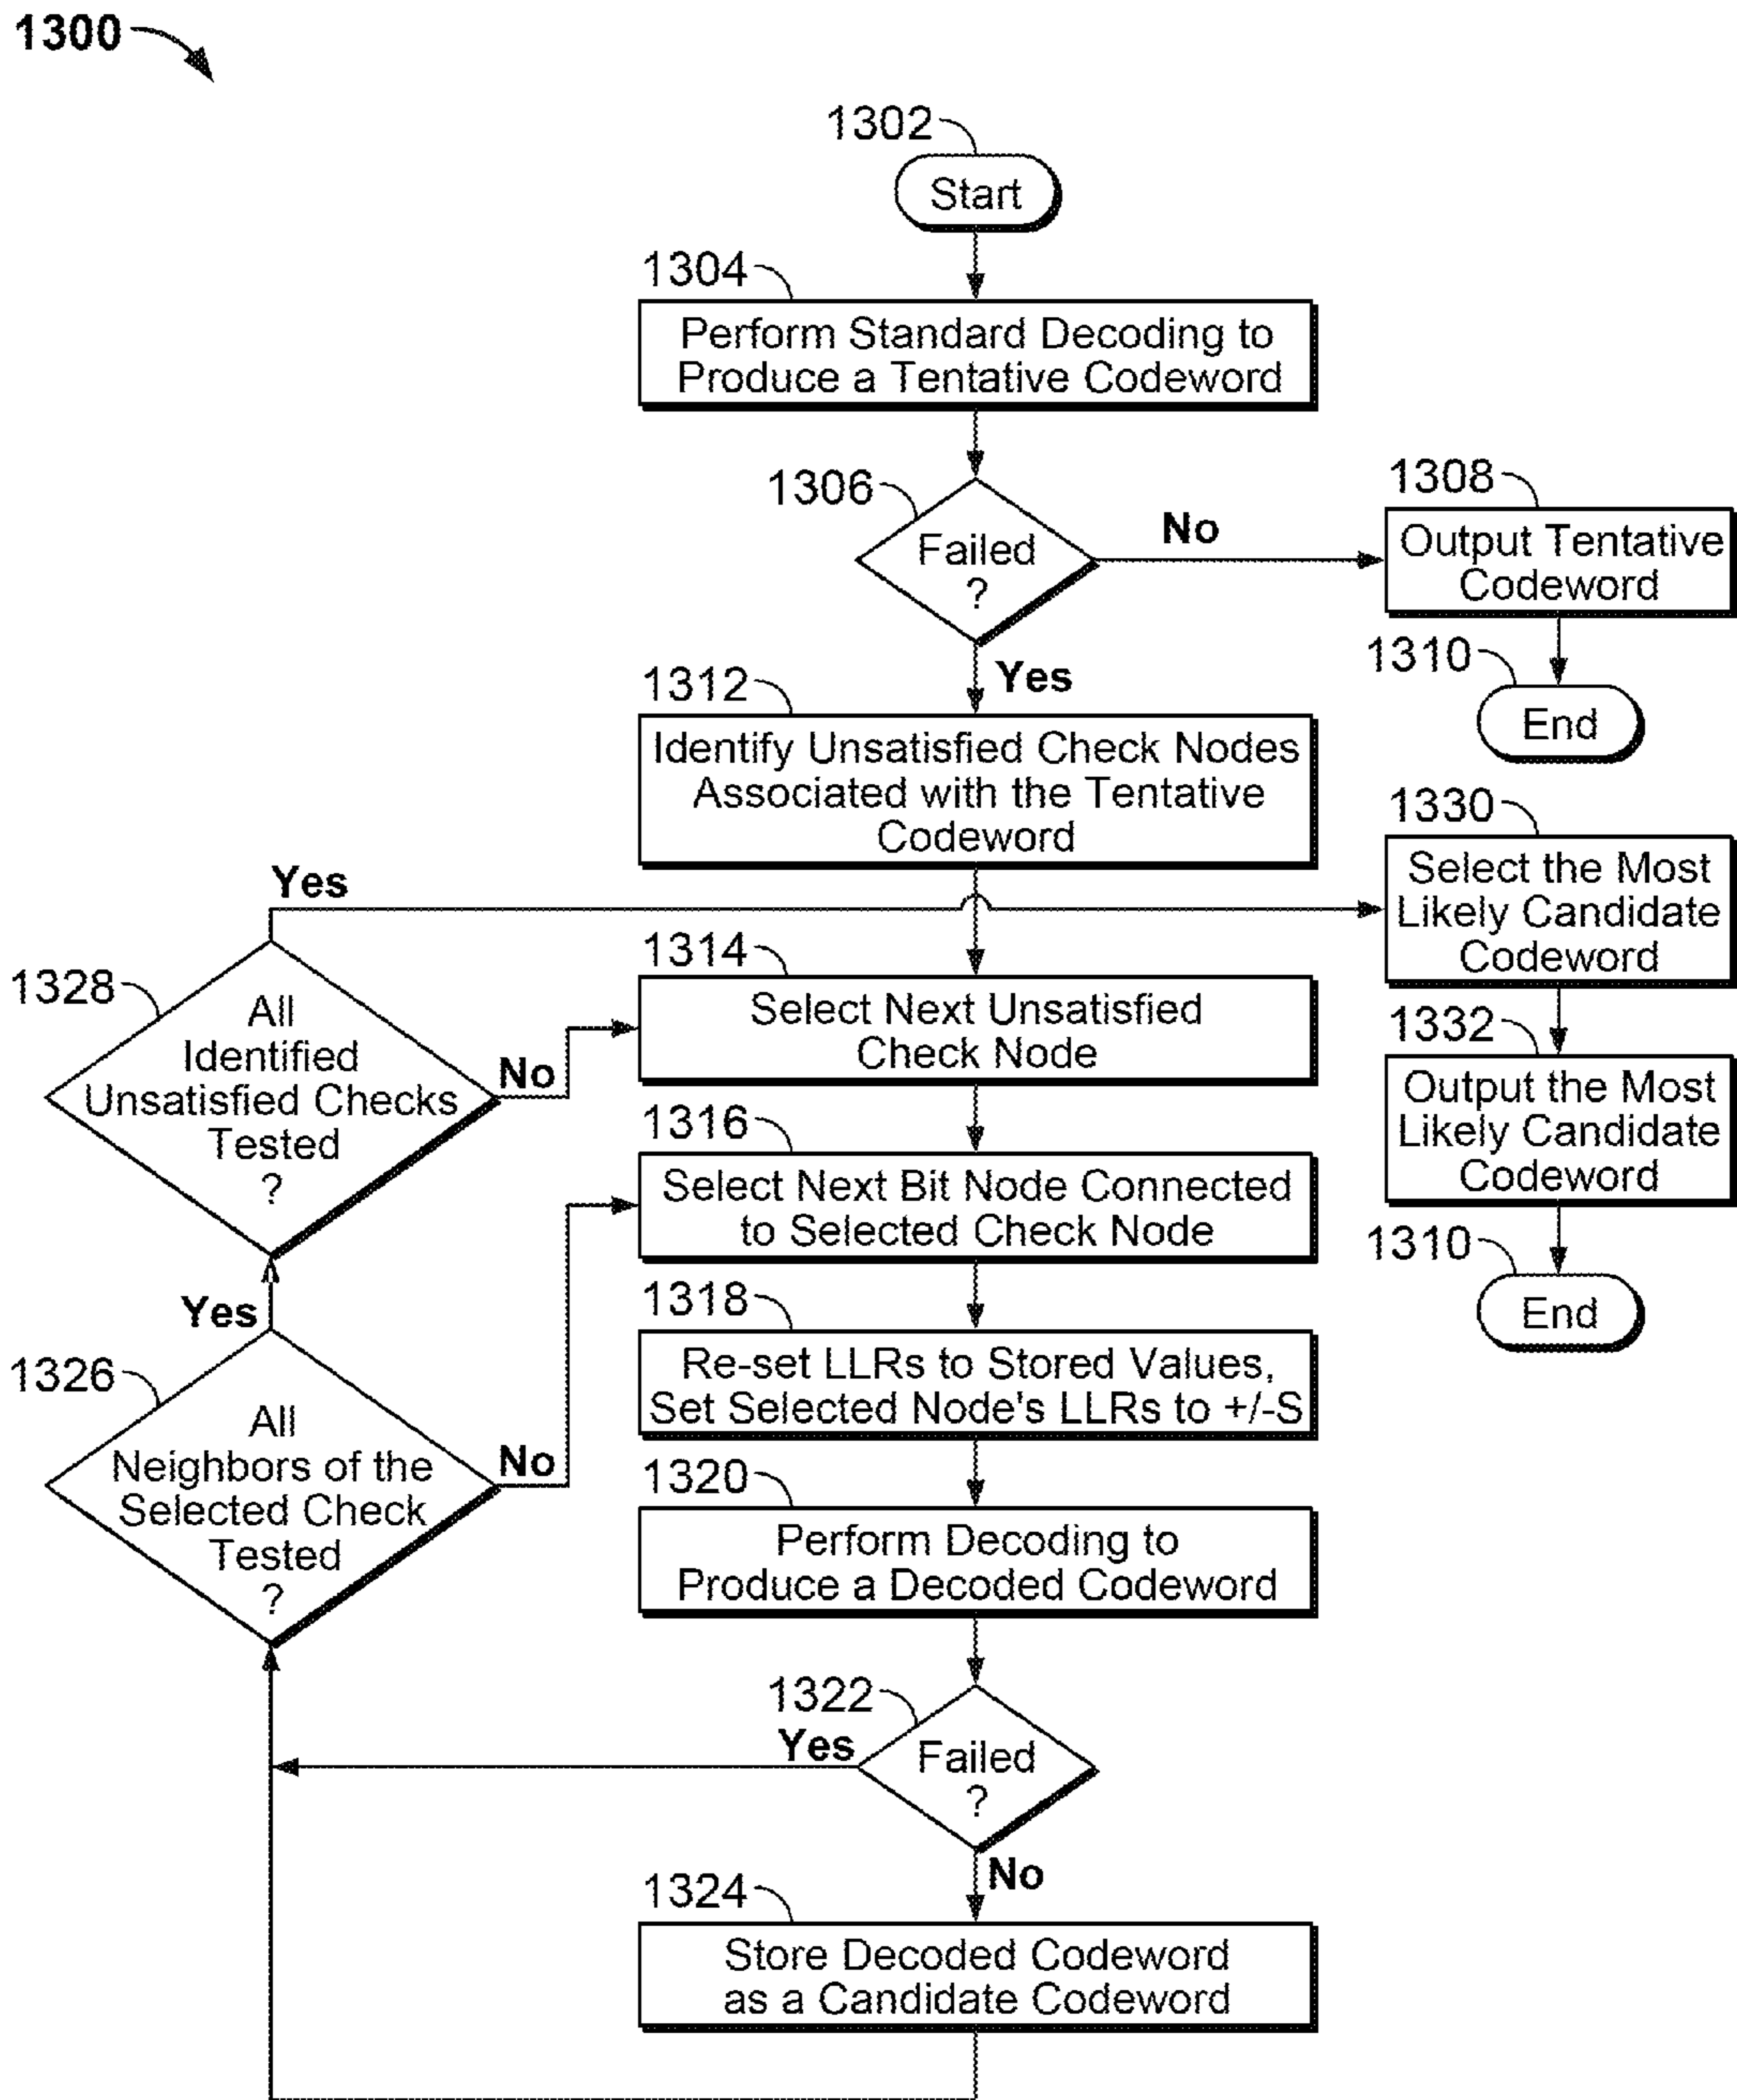 1300
1302
Start
1304
Perform Standard Decoding to
Produce a Tentative Codeword
1306
Failed
?
No
1308
Output Tentative
Codeword
1310
End
Yes
1312
Identify Unsatisfied Check Nodes
Associated with the Tentative
Codeword
1330
Select the Most
Likely Candidate
Codeword
1332
Output the Most
Likely Candidate
Codeword
1310
End
Yes
1328
All
Identified
Unsatisfied Checks
Tested
?
No
1314
Select Next Unsatisfied
Check Node
1316
Select Next Bit Node Connected
to Selected Check Node
Yes
1326
All
Neighbors of the
Selected Check
Tested
?
No
1318
Re-set LLRs to Stored Values,
Set Selected Node's LLRs to +/-S
1320
Perform Decoding to
Produce a Decoded Codeword
1322
Yes
Failed
?
No
1324
Store Decoded Codeword
as a Candidate Codeword